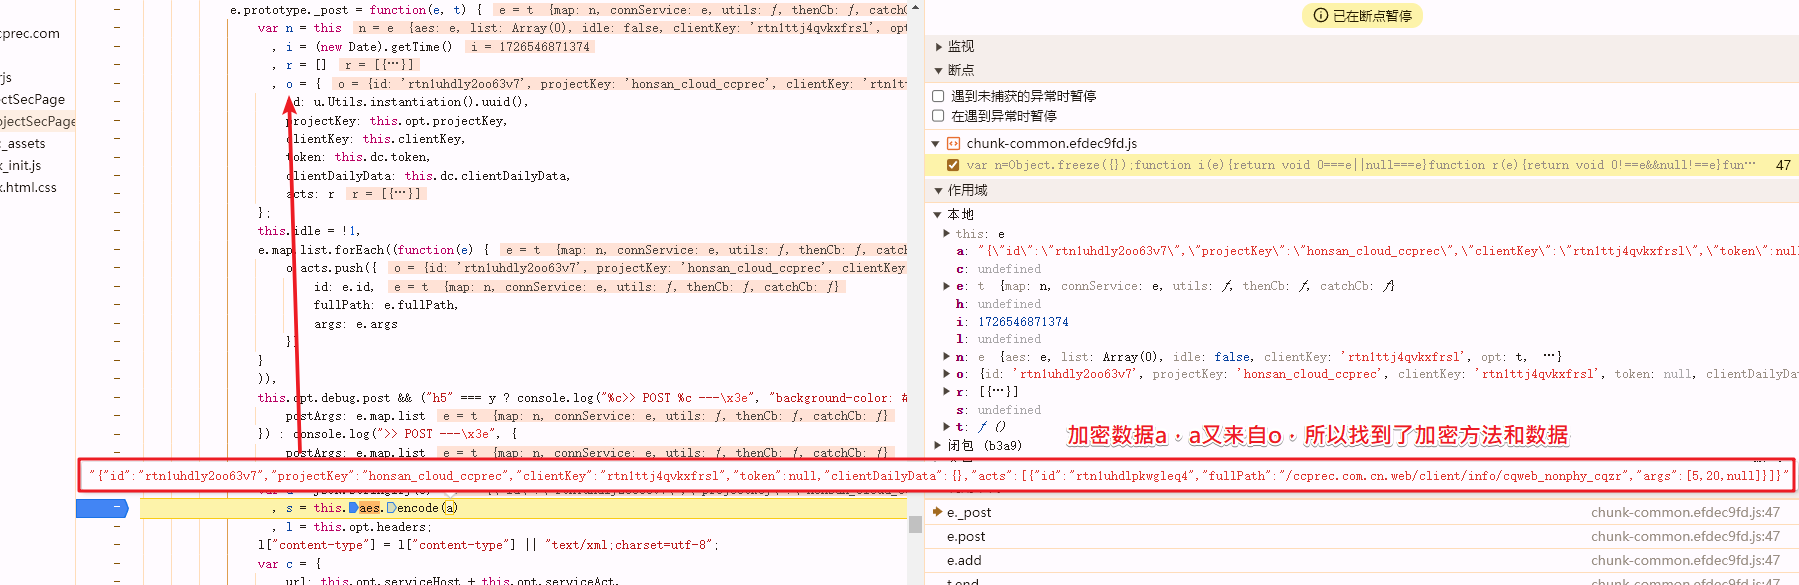 cprec.com
rjs
ectSecPage
ojectSecPage
c_assets
x_init.js
x.html.css
e.prototype._post = function(e, t) { e = t {map: n, connService: e, utils: ƒ, thenCb: ƒ, catchCb
var n = this n = e {aes: e, list: Array(0), idle: false, clientKey: 'rtn1ttj4qvkxfrsl', opt
, i = (new Date).getTime() i = 1726546871374
, r = [] r = [{…}]
, o = { o = {id: 'rtn1uhdly2oo63v7', projectKey: 'honsan_cloud_ccprec', clientKey: 'rtn1tt
id: u.Utils.instantiation().uuid(),
projectKey: this.opt.projectKey,
clientKey: this.clientKey,
token: this.dc.token,
clientDailyData: this.dc.clientDailyData,
acts: r r = [{…}]
};
this.idle = !1,
e.map.list.forEach((function(e) { e = t {map: n, connService: e, utils: ƒ, thenCb: ƒ, catchCb
o.acts.push({ o = {id: 'rtn1uhdly2oo63v7', projectKey: 'honsan_cloud_ccprec', clientKey
id: e.id, e = t {map: n, connService: e, utils: ƒ, thenCb: ƒ, catchCb: ƒ}
fullPath: e.fullPath,
args: e.args
})
}
)),
this.opt.debug.post && ("h5" === y ? console.log("%c>> POST %c ---\x3e", "background-color: #
postArgs: e.map.list e = t {map: n, connService: e, utils: ƒ, thenCb: ƒ, catchCb: ƒ}
}) : console.log(">> POST ---\x3e", {
postArgs: e.map.list e = t {map: n, connService: e, utils: ƒ, thenCb: ƒ, catchCb: ƒ}
"{"id":"rtn1uhdly2oo63v7","projectKey":"honsan_cloud_ccprec","clientKey":"rtn1ttj4qvkxfrsl","token":null,"clientDailyData":{},"acts":[{"id":"rtn1uhdlpkwgleq4","fullPath":"/ccprec.com.cn.web/client/info/cqweb_nonphy_cqzr","args":[5,20,null]}]}"
, s = this.aes.encode(a)
, l = this.opt.headers;
l["content-type"] = l["content-type"] || "text/xml;charset=utf-8";
var c = {
url: this.opt.serviceHost + this.opt.serviceAct,
已在断点暂停
监视
断点
遇到未捕获的异常时暂停
在遇到异常时暂停
chunk-common.efdec9fd.js
var n=Object.freeze({});function i(e){return void 0===e||null===e}function r(e){return void 0!==e&&null!==e}fun… 47
作用域
本地
this: e
a: "{\"id\":\"rtn1uhdly2oo63v7\",\"projectKey\":\"honsan_cloud_ccprec\",\"clientKey\":\"rtn1ttj4qvkxfrsl\",\"token\":null
c: undefined
e: t {map: n, connService: e, utils: ƒ, thenCb: ƒ, catchCb: ƒ}
h: undefined
i: 1726546871374
l: undefined
n: e {aes: e, list: Array(0), idle: false, clientKey: 'rtn1ttj4qvkxfrsl', opt: t, …}
o: {id: 'rtn1uhdly2oo63v7', projectKey: 'honsan_cloud_ccprec', clientKey: 'rtn1ttj4qvkxfrsl', token: null, clientDailyDa
r: [{…}]
s: undefined
t: ƒ ()
闭包 (b3a9)
加密数据a，a又来自o，所以找到了加密方法和数据
e._post chunk-common.efdec9fd.js:47
e.post chunk-common.efdec9fd.js:47
e.add chunk-common.efdec9fd.js:47
t.end chunk-common.efdec9fd.js:47